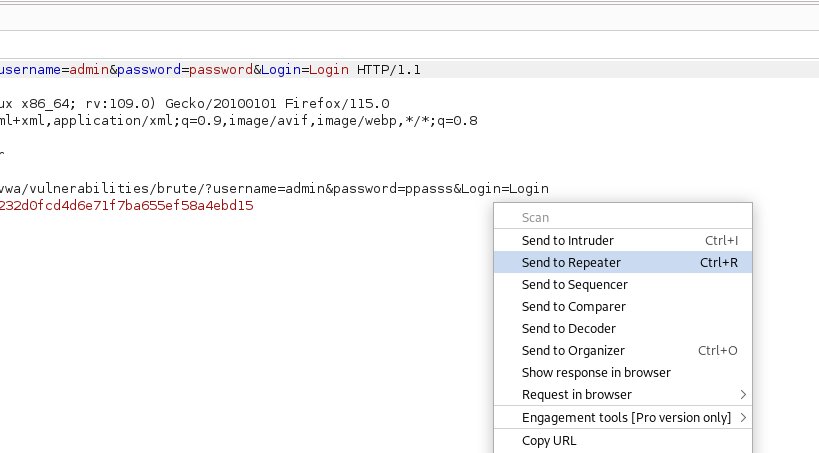 username=admin&password=password&Login=Login HTTP/1.1
ux x86_64; rv:109.0) Gecko/20100101 Firefox/115.0
ml+xml,application/xml;q=0.9,image/avif,image/webp,*/*;q=0.8
vwa/vulnerabilities/brute/?username=admin&password=ppasss&Login=Login
232d0fcd4d6e71f7ba655ef58a4ebd15
Scan
Send to Intruder Ctrl+I
Send to Repeater Ctrl+R
Send to Sequencer
Send to Comparer
Send to Decoder
Send to Organizer Ctrl+O
Show response in browser
Request in browser
Engagement tools [Pro version only]
Copy URL